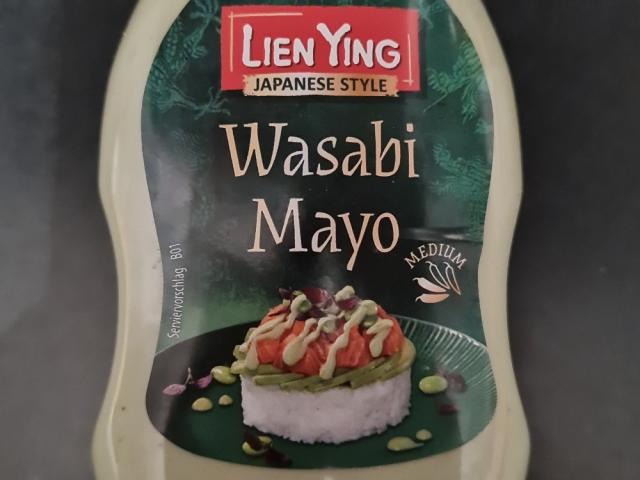 LIEN YING
JAPANESE STYLE
Wasabi
Mayo
MEDIUM
Serviervorschlag B01